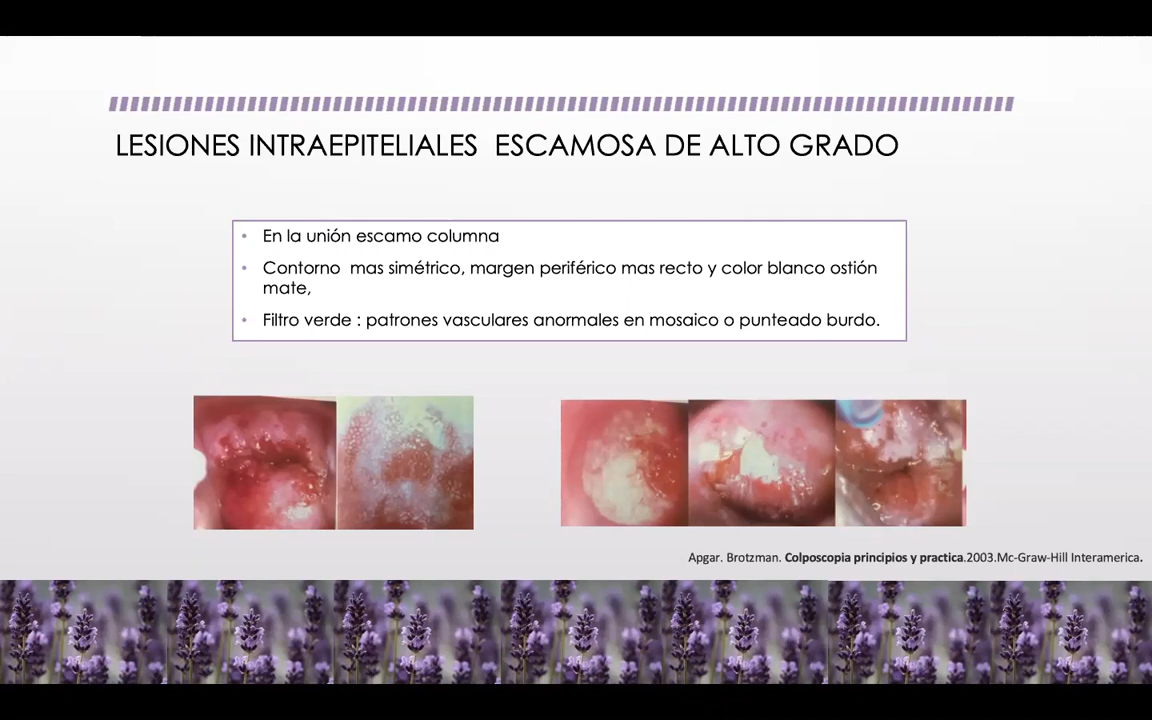 LESIONES INTRAEPITELIALES ESCAMOSA DE ALTO GRADO
• En la unión escamo columna
• Contorno mas simétrico, margen periférico mas recto y color blanco ostión
mate,
• Filtro verde : patrones vasculares anormales en mosaico o punteado burdo.
Apgar. Brotzman. Colposcopia principios y practica.2003.Mc-Graw-Hill Interamerica.